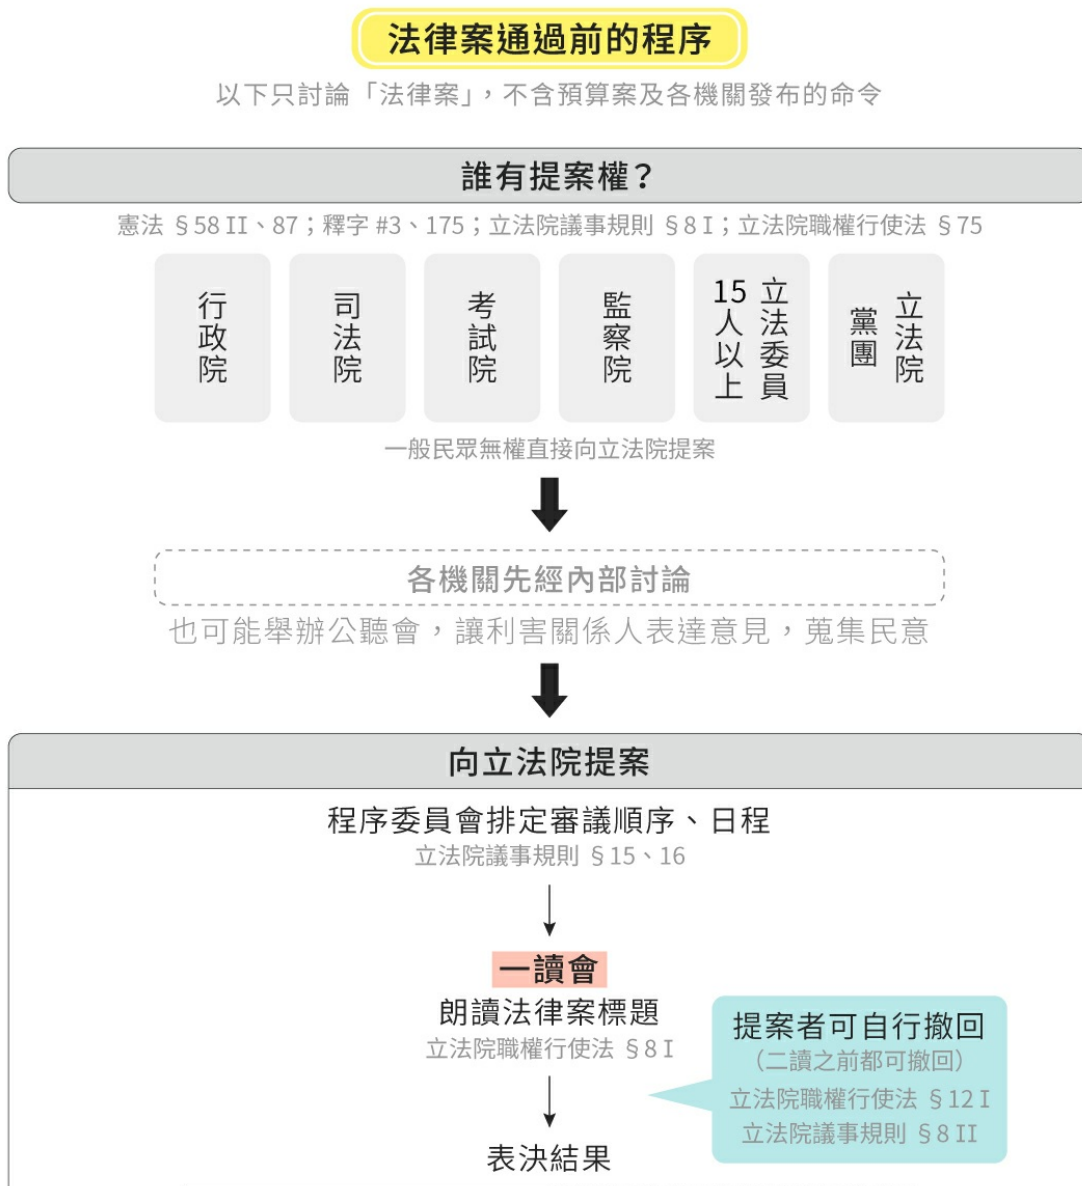 法律案通過前的程序
以下只討論「法律案」，不含預算案及各機關發布的命令
誰有提案權？
憲法 §58 II、87；釋字 #3、175；立法院議事規則 §8 I；立法院職權行使法 §75
行政院
司法院
考試院
監察院
立法委員
15人以上
立法院
黨團
一般民眾無權直接向立法院提案
各機關先經內部討論
也可能舉辦公聽會，讓利害關係人表達意見，蒐集民意
向立法院提案
程序委員會排定審議順序、日程
立法院議事規則 §15、16
一讀會
朗讀法律案標題
立法院職權行使法 §8 I
提案者可自行撤回
（二讀之前都可撤回）
立法院職權行使法 §12 I
立法院議事規則 §8 II
表決結果